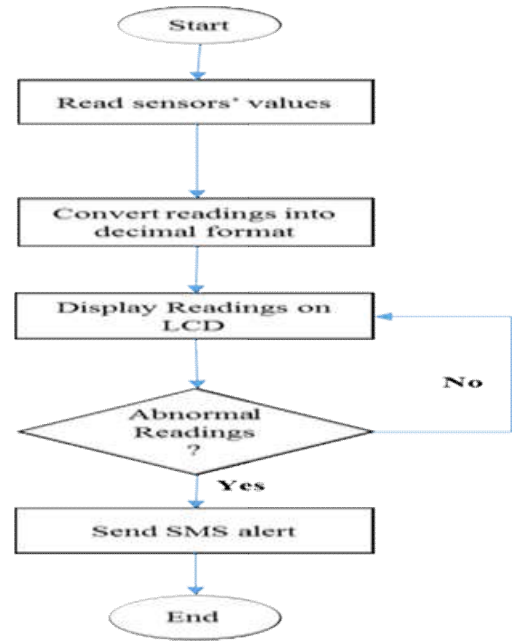 Start
Read sensors' values
Convert readings into
decimal format
Display Readings on
LCD
No
Abnormal
Readings
?
Yes
Send SMS alert
End